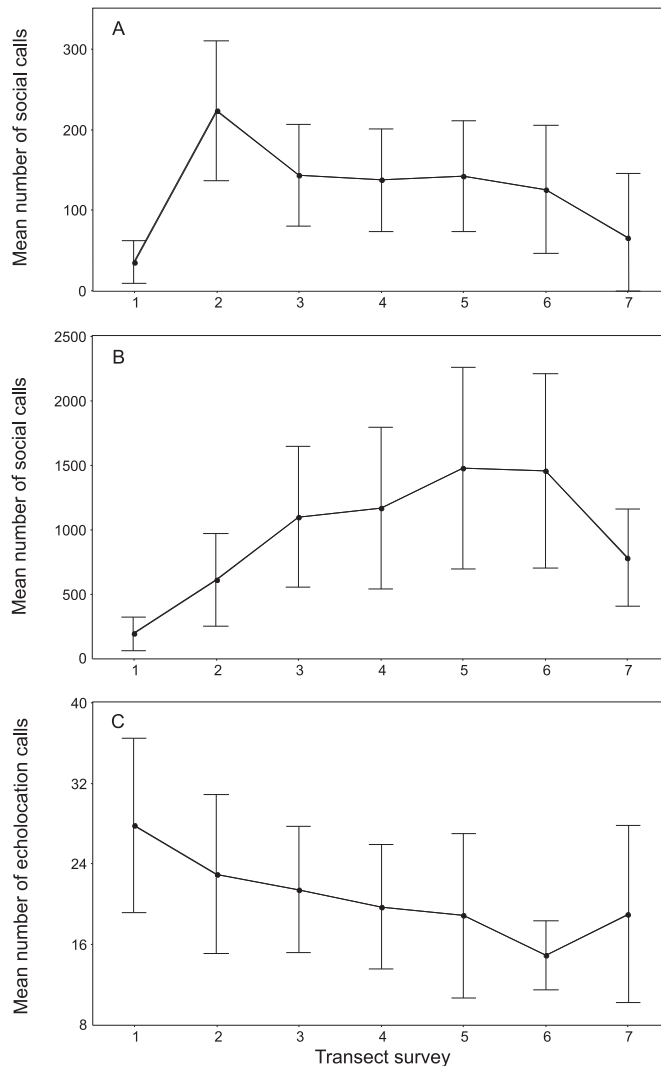 A
Mean number of social calls
300
200
100
0
1 2 3 4 5 6 7
B
Mean number of social calls
2500
2000
1500
1000
500
0
1 2 3 4 5 6 7
C
Mean number of echolocation calls
40
32
24
16
8
1 2 3 4 5 6 7
Transect survey